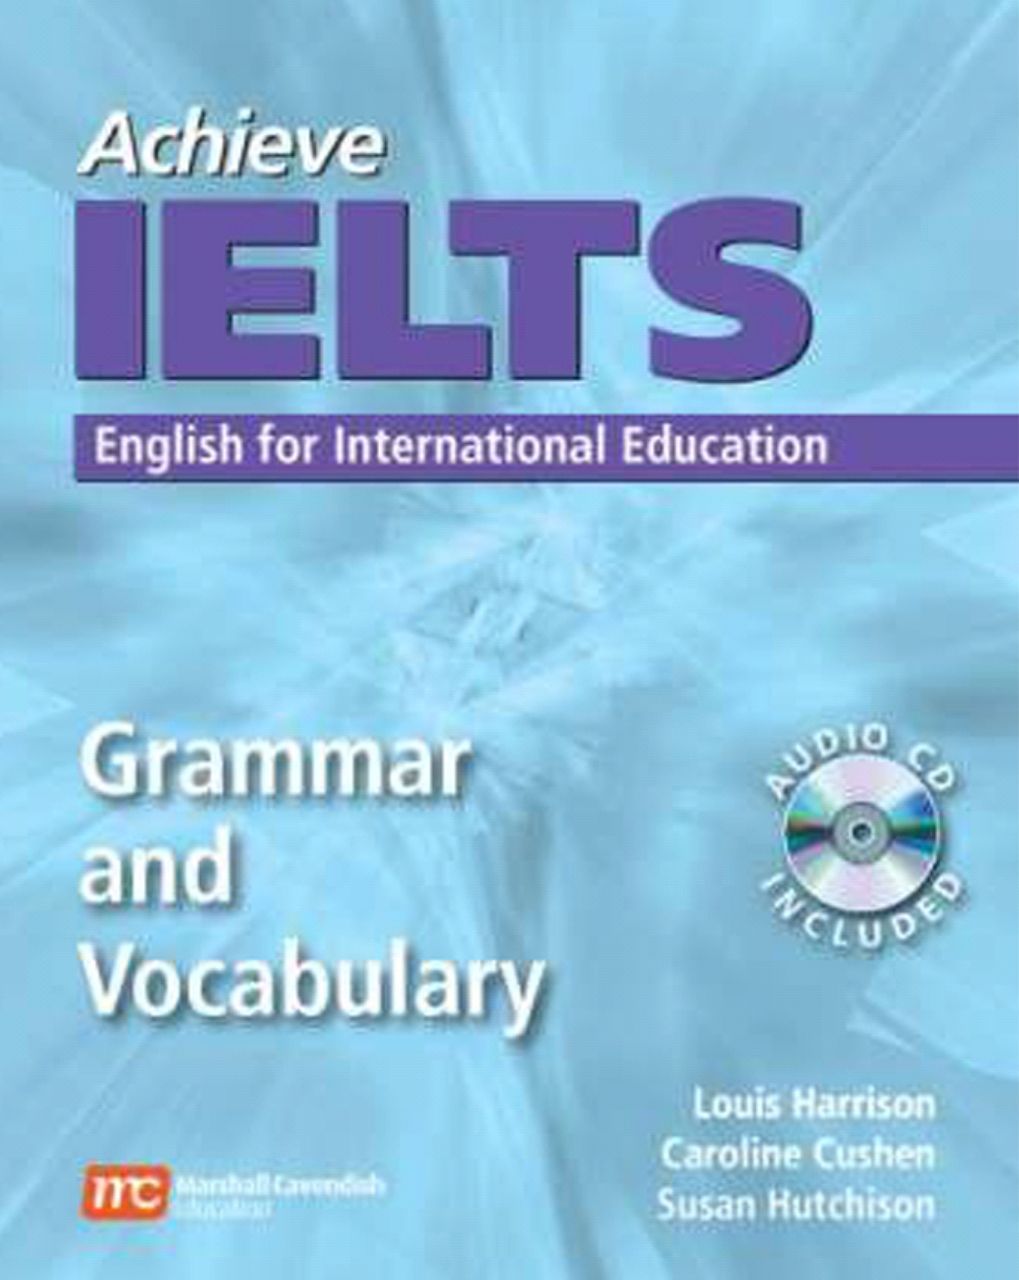 Achieve
IELTS
English for International Education
Grammar
and
Vocabulary
AUDIO CD
INCLUDED
Louis Harrison
Caroline Cushen
Susan Hutchison
mc
Marshall Cavendish
Education